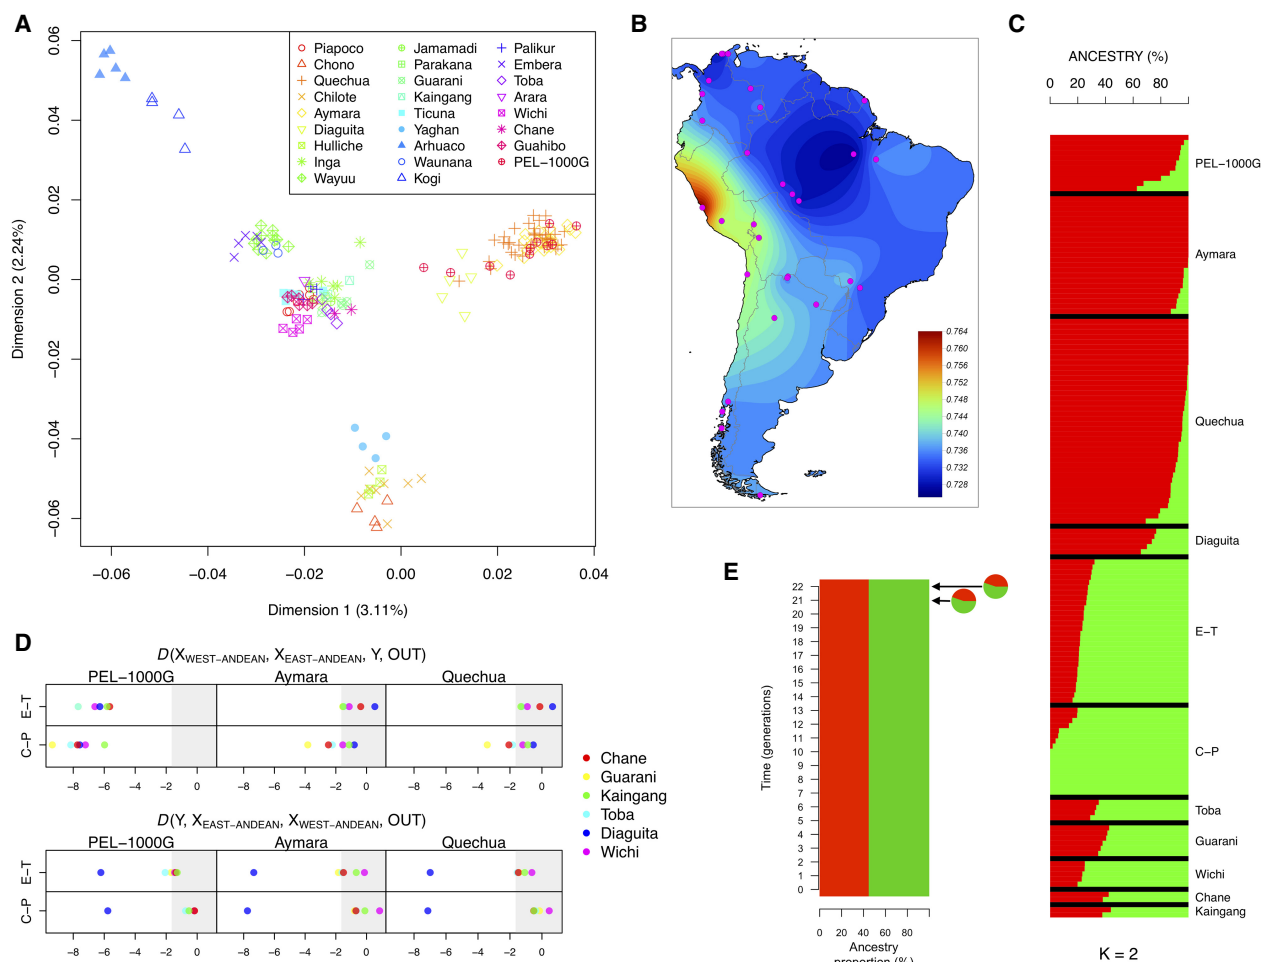 A
Dimension 2 (2.24%)
0.06
0.04
0.02
0.00
−0.02
−0.04
−0.06
−0.06
−0.04
−0.02
0.00
0.02
0.04
Dimension 1 (3.11%)
Piapoco
Chono
Quechua
Chilote
Aymara
Diaguita
Hulliche
Inga
Wayuu
Jamamadi
Parakana
Guarani
Kaingang
Ticuna
Yaghan
Arhuaco
Waunana
Kogi
Palikur
Embera
Toba
Arara
Wichi
Chane
Guahibo
PEL−1000G
B
0.764
0.760
0.756
0.752
0.748
0.744
0.740
0.736
0.732
0.728
C
ANCESTRY (%)
0 20 40 60 80
PEL−1000G
Aymara
Quechua
Diaguita
E−T
C−P
Toba
Guarani
Wichi
Chane
Kaingang
K = 2
D
D(XWEST−ANDEAN, XEAST−ANDEAN, Y, OUT)
PEL−1000G Aymara Quechua
E−T
C−P
−8 −6 −4 −2 0 −8 −6 −4 −2 0 −8 −6 −4 −2 0
D(Y, XEAST−ANDEAN, XWEST−ANDEAN, OUT)
PEL−1000G Aymara Quechua
E−T
C−P
−8 −6 −4 −2 0 −8 −6 −4 −2 0 −8 −6 −4 −2 0
Chane
Guarani
Kaingang
Toba
Diaguita
Wichi
E
Time (generations)
22
21
20
19
18
17
16
15
14
13
12
11
10
9
8
7
6
5
4
3
2
1
0
0 20 40 60 80
Ancestry
proportion (%)